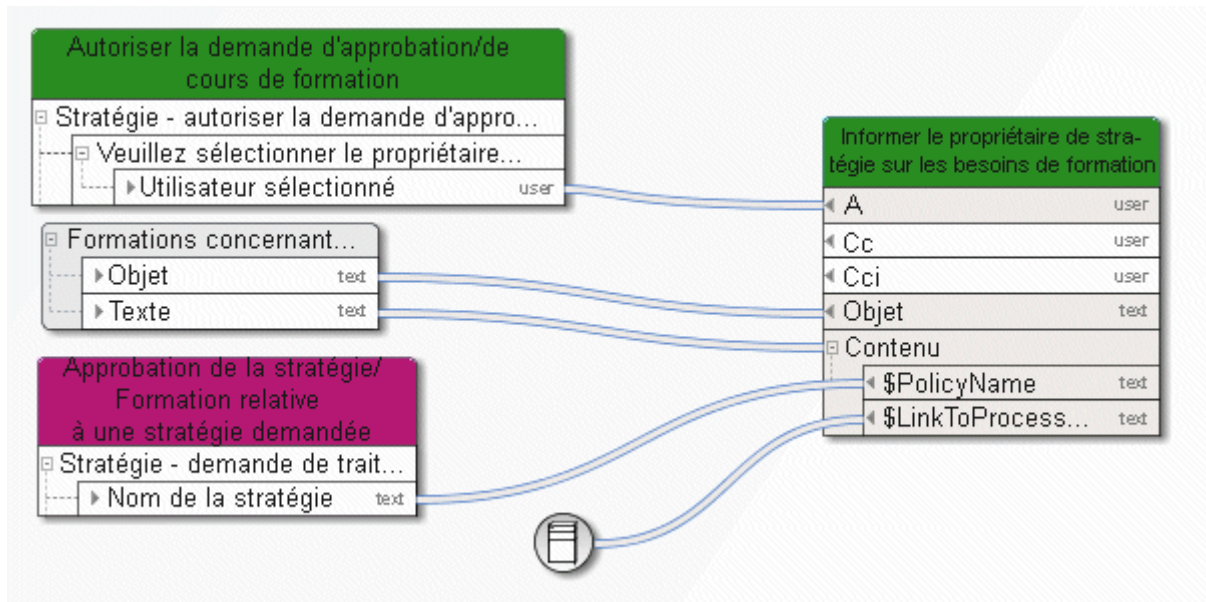 Autoriser la demande d'approbation/de
cours de formation
Stratégie - autoriser la demande d'appro...
Veuillez sélectionner le propriétaire...
Utilisateur sélectionné user
Formations concernant...
Objet text
Texte text
Approbation de la stratégie/
Formation relative
à une stratégie demandée
Stratégie - demande de trait...
Nom de la stratégie text
Informer le propriétaire de stra-
tégie sur les besoins de formation
A user
Cc user
Cci user
Objet text
Contenu
$PolicyName text
$LinkToProcess... text